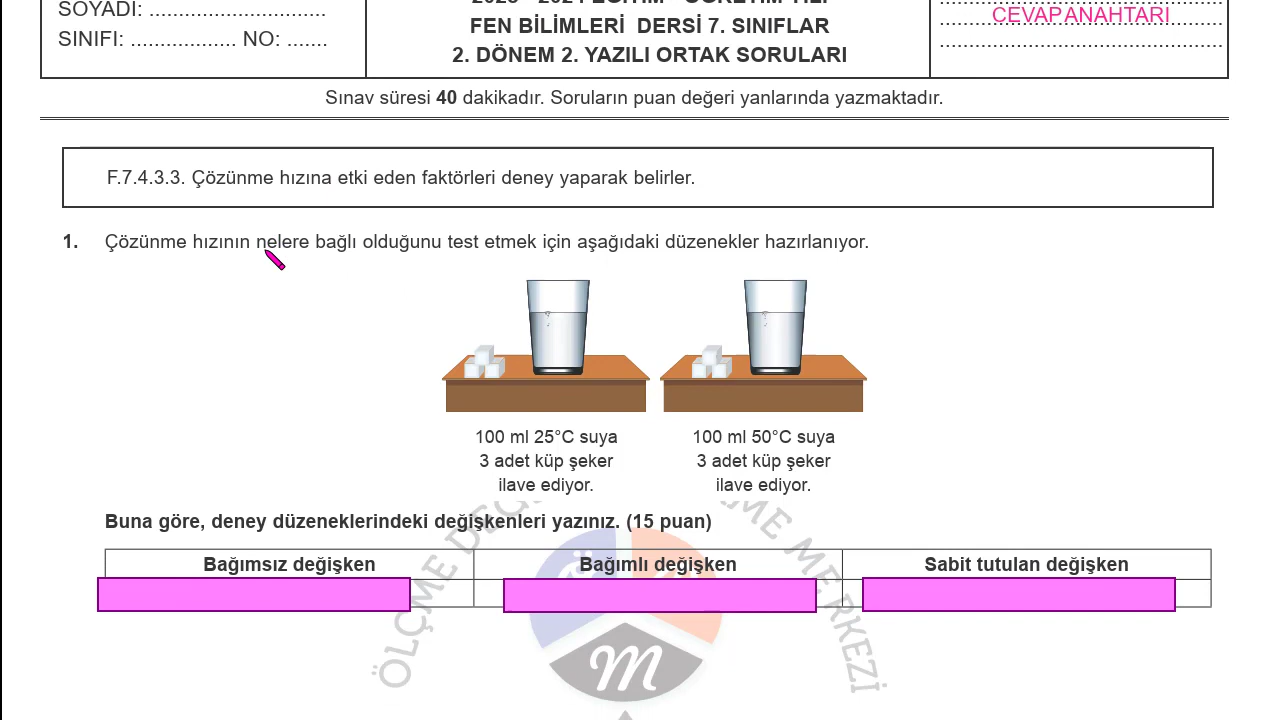 SOYADI: ..............................
SINIFI: .................. NO: .......
FEN BİLİMLERİ DERSİ 7. SINIFLAR
2. DÖNEM 2. YAZILI ORTAK SORULARI
CEVAP ANAHTARI
Sınav süresi 40 dakikadır. Soruların puan değeri yanlarında yazmaktadır.
F.7.4.3.3. Çözünme hızına etki eden faktörleri deney yaparak belirler.
1. Çözünme hızının nelere bağlı olduğunu test etmek için aşağıdaki düzenekler hazırlanıyor.
100 ml 25°C suya
3 adet küp şeker
ilave ediyor.
100 ml 50°C suya
3 adet küp şeker
ilave ediyor.
Buna göre, deney düzeneklerindeki değişkenleri yazınız. (15 puan)
Bağımsız değişken Bağımlı değişken Sabit tutulan değişken